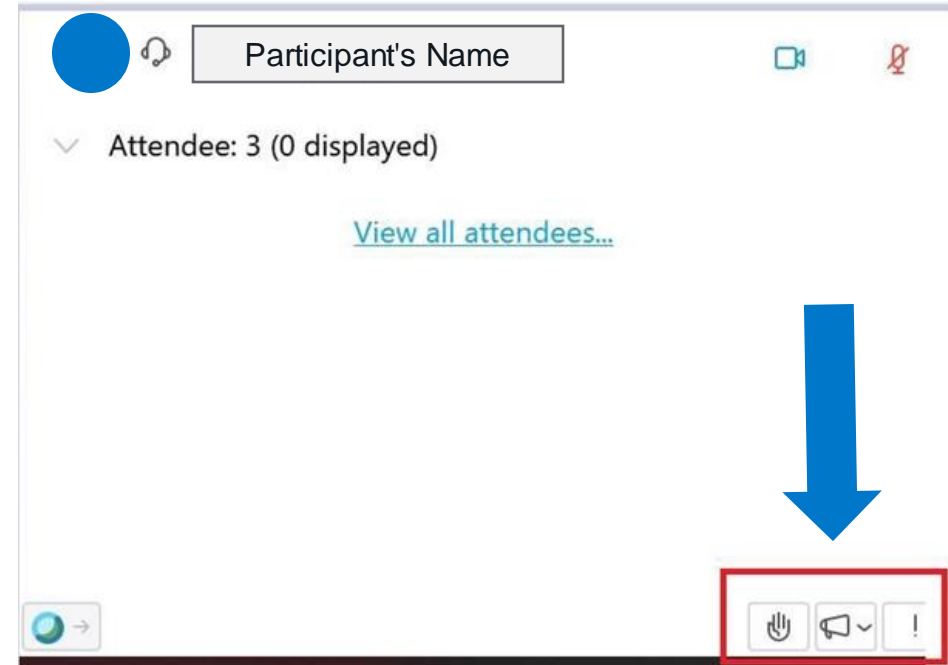 Participant's Name
Attendee: 3 (0 displayed)
View all attendees...
!